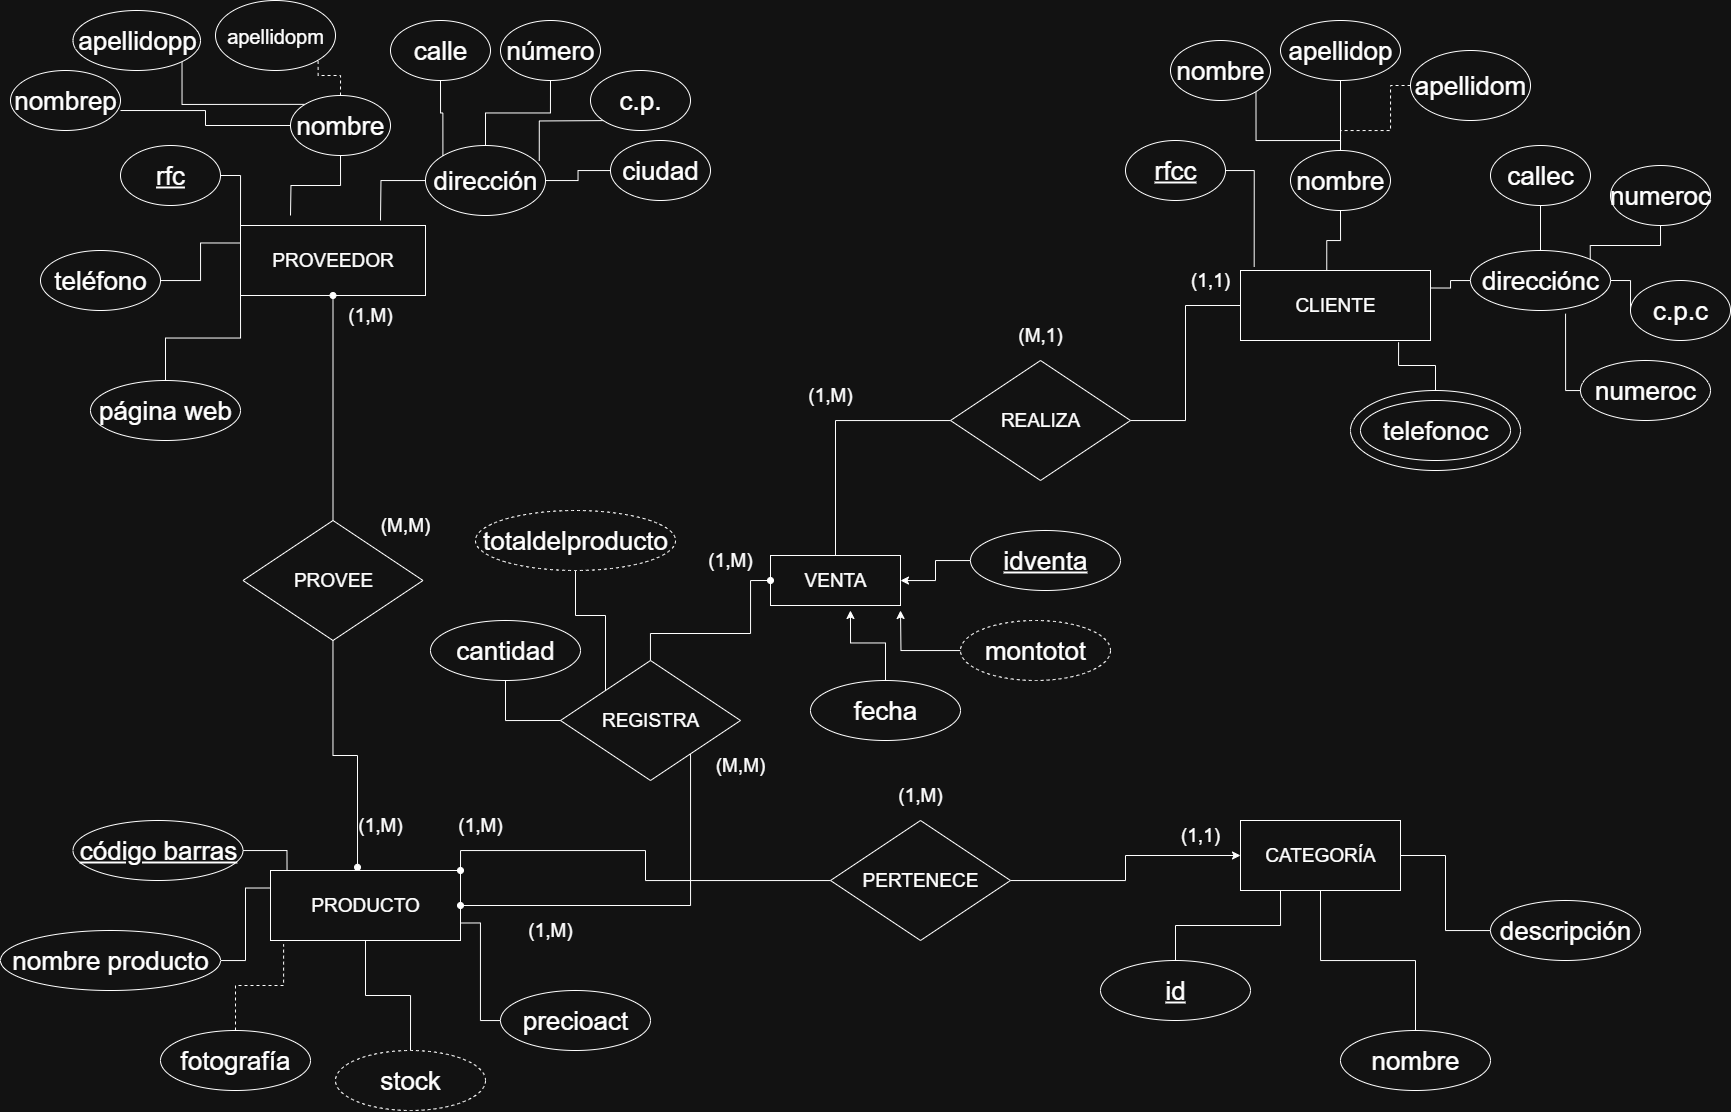 apellidopp
apellidopm
nombrep
nombre
rfc
teléfono
página web
PROVEEDOR
(1,M)
calle
número
c.p.
ciudad
dirección
nombre
apellidop
apellidom
rfcc
nombre
callec
numeroc
direcciónc
c.p.c
numeroc
(1,1)
CLIENTE
telefonoc
(M,1)
REALIZA
(1,M)
(M,M)
PROVEE
totaldelproducto
(1,M)
VENTA
idventa
montotot
fecha
cantidad
REGISTRA
(M,M)
(1,M)
(1,M)
código barras
PRODUCTO
(1,M)
nombre producto
fotografía
stock
precioact
(1,M)
PERTENECE
(1,1)
CATEGORÍA
descripción
id
nombre